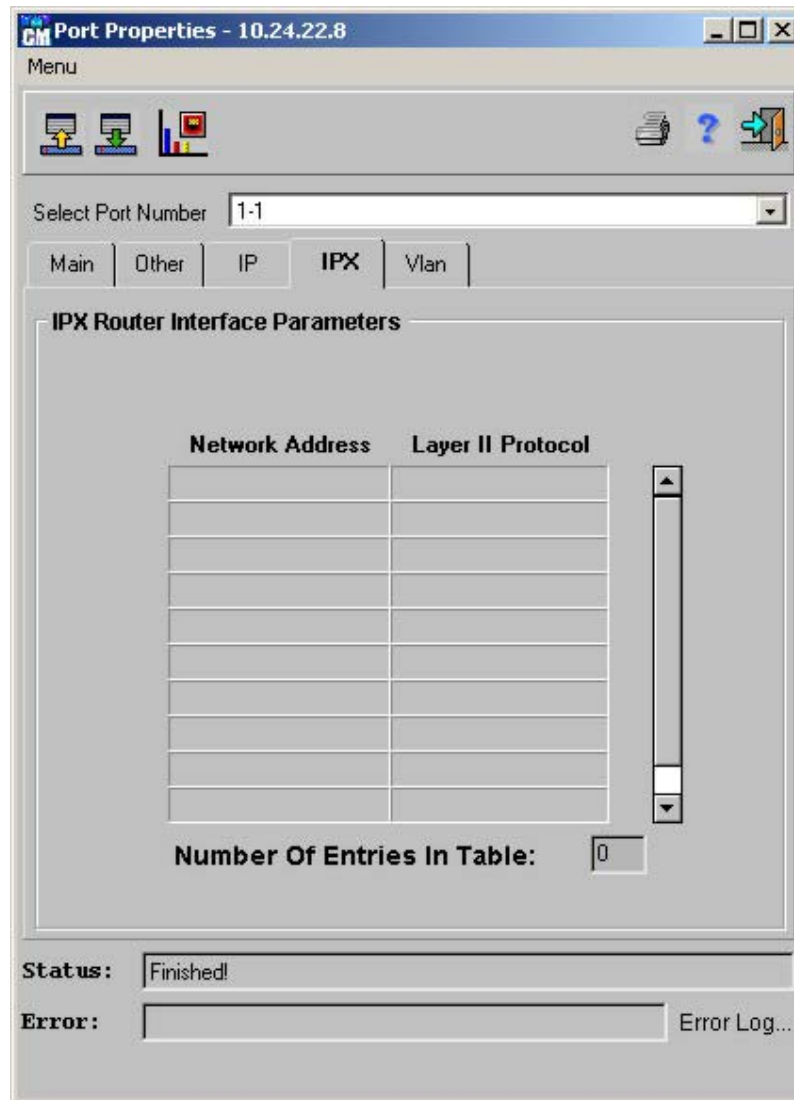 CM Port Properties - 10.24.22.8
Menu
?
Select Port Number 1-1
Main Other IP IPX Vlan
IPX Router Interface Parameters
Network Address Layer II Protocol
Number Of Entries In Table: 0
Status: Finished!
Error: Error Log...